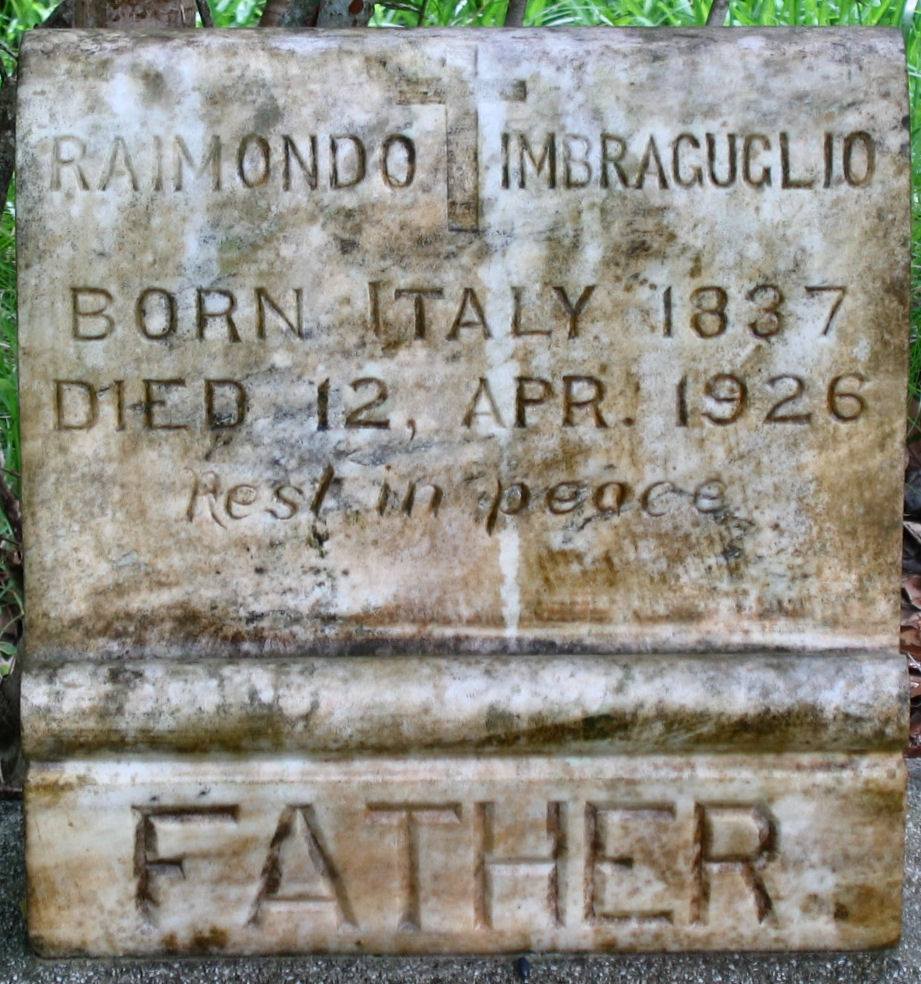 RAIMONDO IMBRAGUGLIO
BORN ITALY 1837
DIED 12, APR. 1926
Rest in peace
FATHER